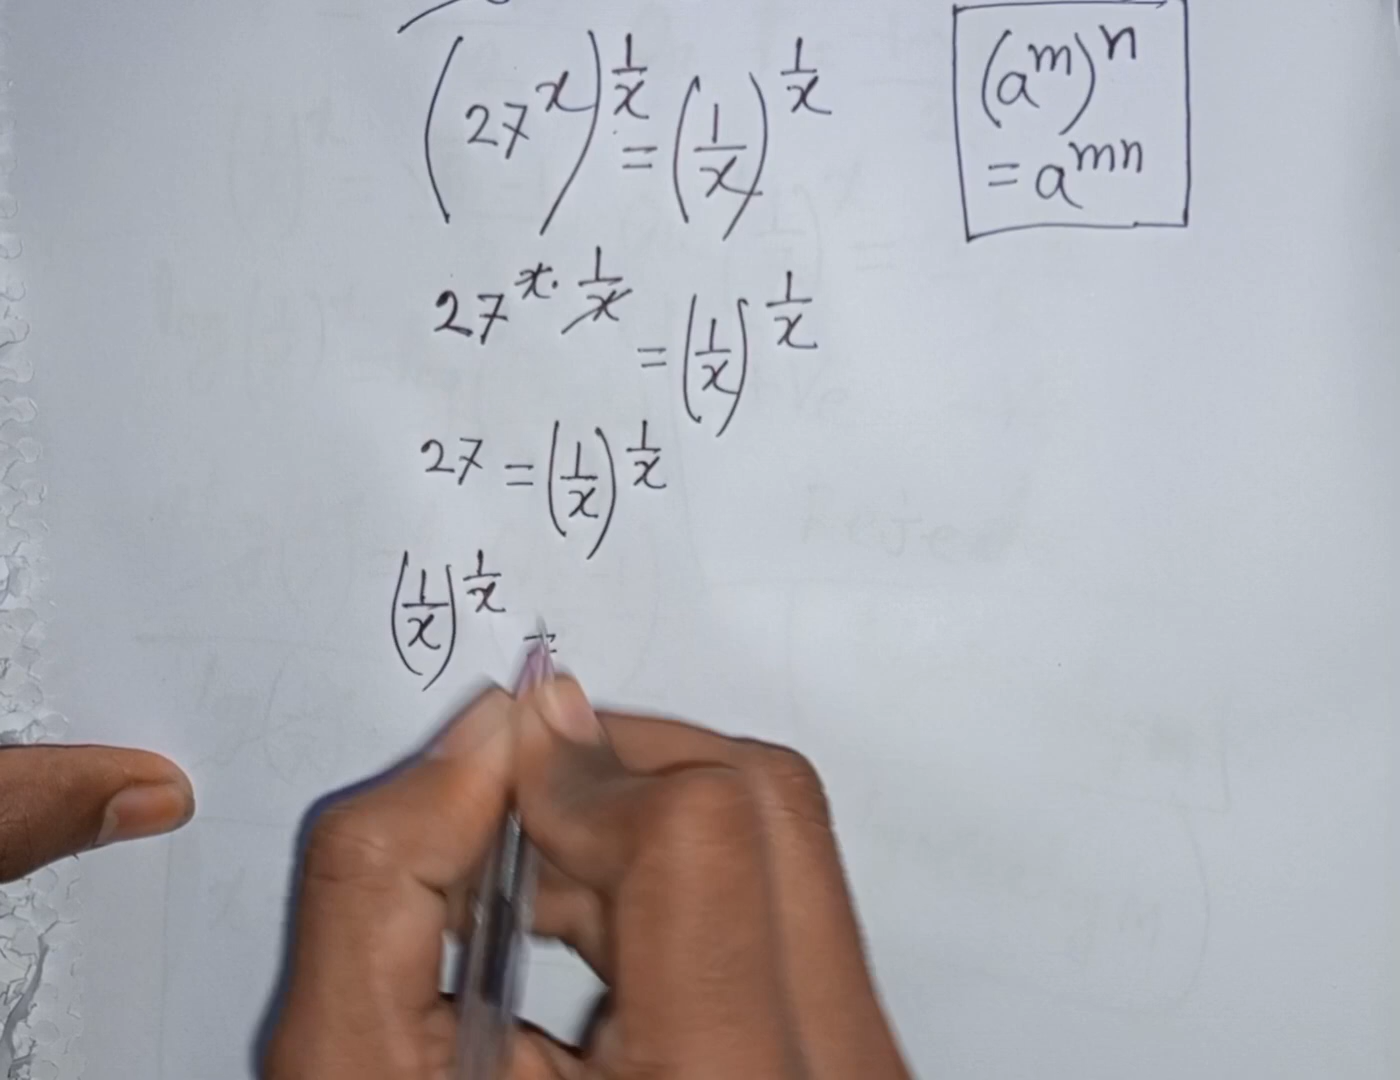 (27^x)^(1/x) = (1/x)^(1/x)
(a^m)^n
= a^mn
27^(x·1/x) = (1/x)^(1/x)
27 = (1/x)^(1/x)
(1/x)^(1/x) =